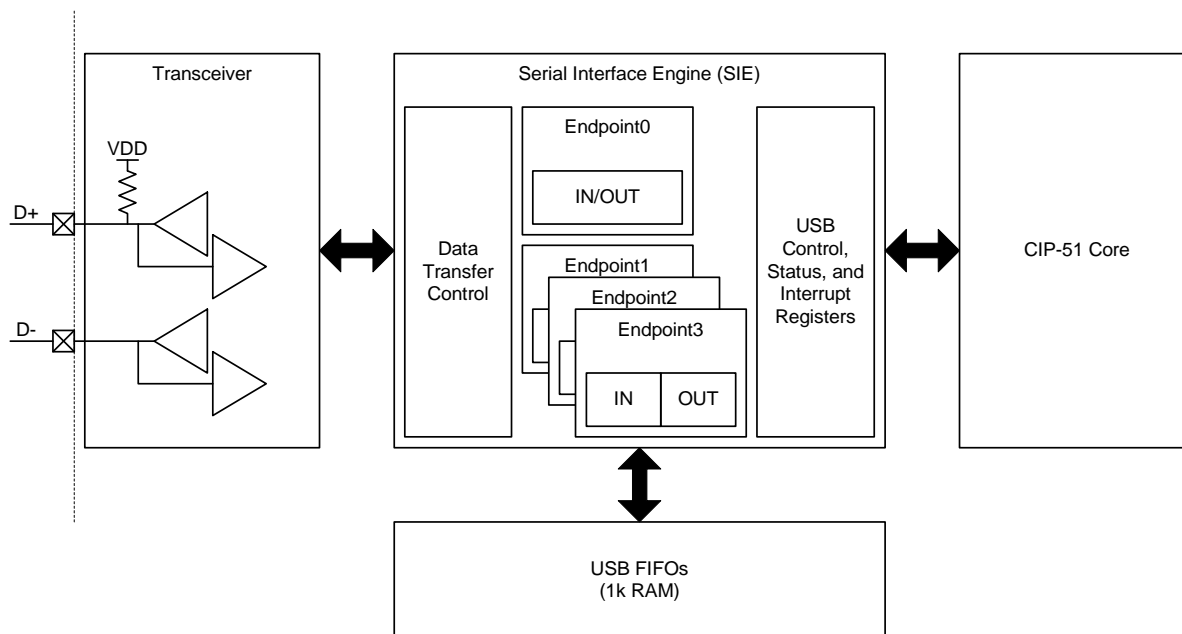 Transceiver
VDD
D+
D-
Serial Interface Engine (SIE)
Data
Transfer
Control
Endpoint0
IN/OUT
Endpoint1
Endpoint2
Endpoint3
IN
OUT
USB
Control,
Status, and
Interrupt
Registers
CIP-51 Core
USB FIFOs
(1k RAM)